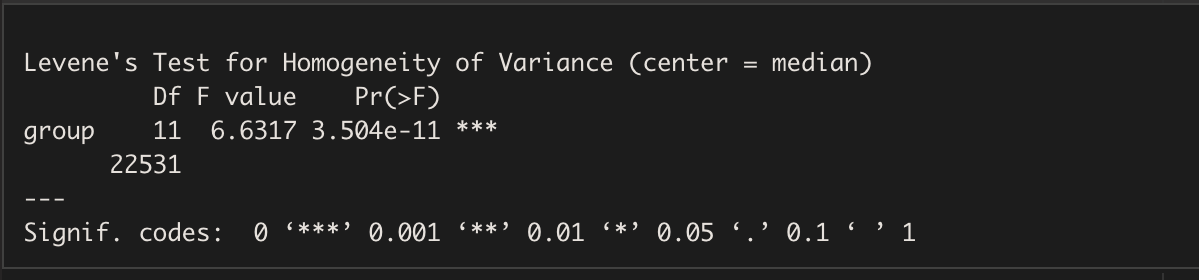 Levene's Test for Homogeneity of Variance (center = median)
Df F value Pr(>F)
group 11 6.6317 3.504e-11 ***
22531
---
Signif. codes: 0 ‘***’ 0.001 ‘**’ 0.01 ‘*’ 0.05 ‘.’ 0.1 ‘ ’ 1